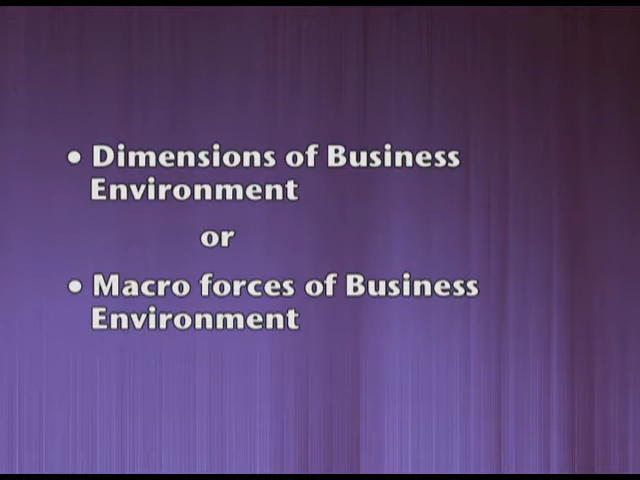 • Dimensions of Business
Environment
or
• Macro forces of Business
Environment